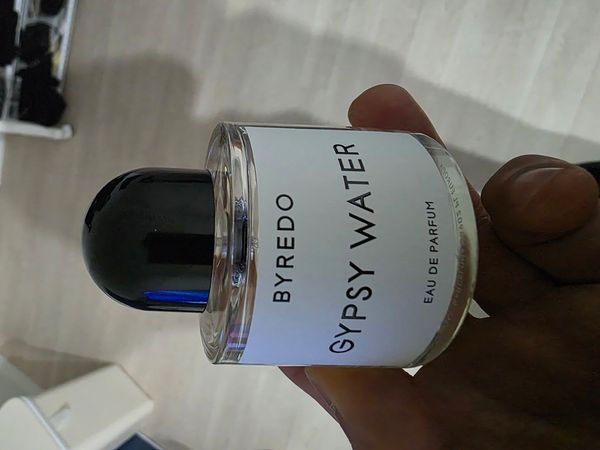 BYREDO
GYPSY WATER
EAU DE PARFUM